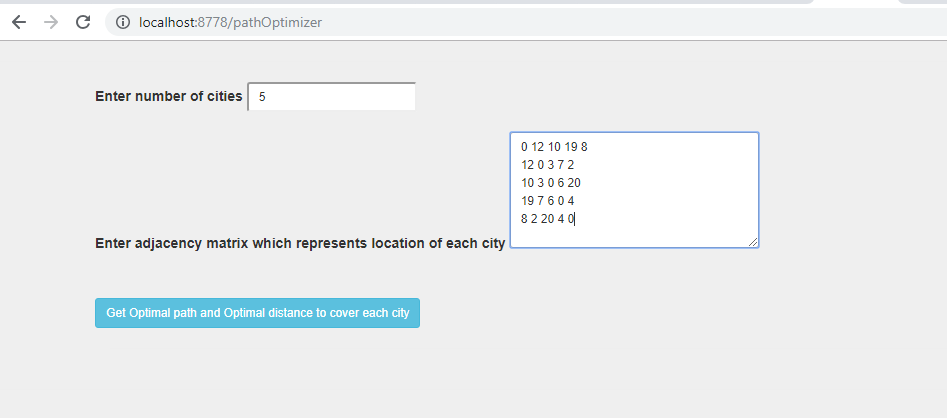 localhost:8778/pathOptimizer
Enter number of cities 5
0 12 10 19 8
12 0 3 7 2
10 3 0 6 20
19 7 6 0 4
8 2 20 4 0
Enter adjacency matrix which represents location of each city
Get Optimal path and Optimal distance to cover each city